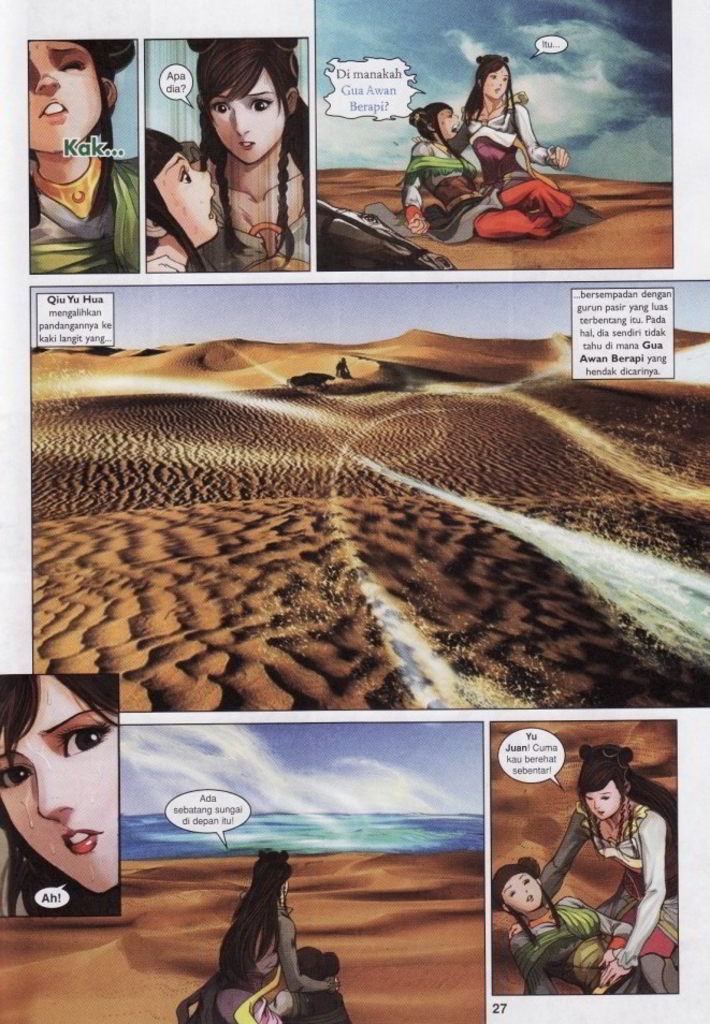 Kak...
Apa
dia?
Di manakah
Gua Awan
Berapi?
Itu...
Qiu Yu Hua
mengalihkan
pandangannya ke
kaki langit yang...
...bersempadan dengan
gurun pasir yang luas
terbentang itu. Pada
hal, dia sendiri tidak
tahu di mana Gua
Awan Berapi yang
hendak dicarinya.
Ah!
Ada
sebatang sungai
di depan itu!
Yu
Juan! Cuma
kau berehat
sebentar!
27